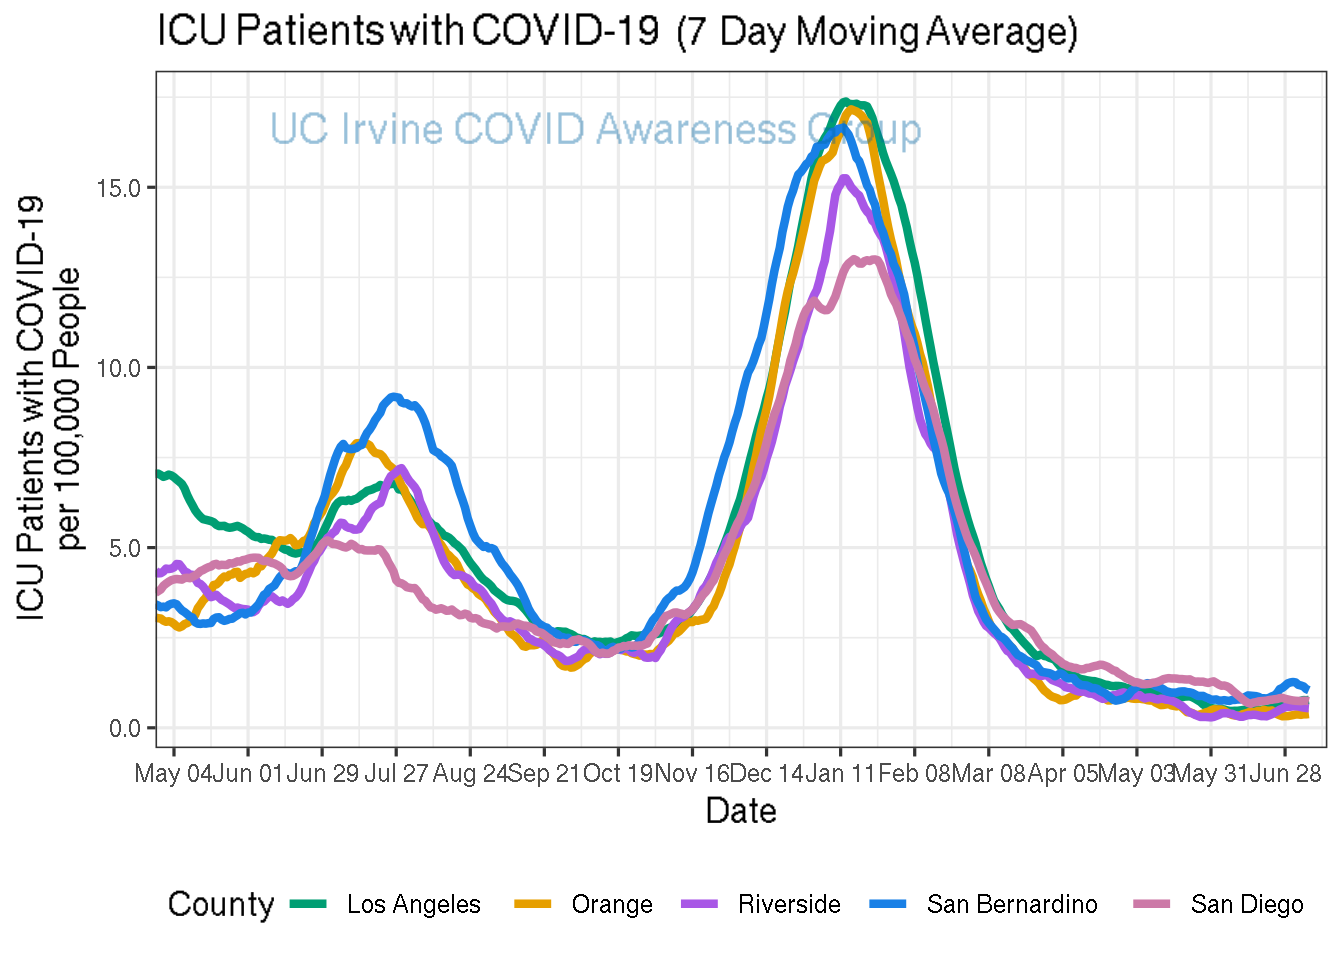 ICU Patients with COVID-19 (7 Day Moving Average)
UC Irvine COVID Awareness Group
ICU Patients with COVID-19
per 100,000 People
15.0
10.0
5.0
0.0
May 04 Jun 01 Jun 29 Jul 27 Aug 24 Sep 21 Oct 19 Nov 16 Dec 14 Jan 11 Feb 08 Mar 08 Apr 05 May 03 May 31 Jun 28
Date
County Los Angeles Orange Riverside San Bernardino San Diego